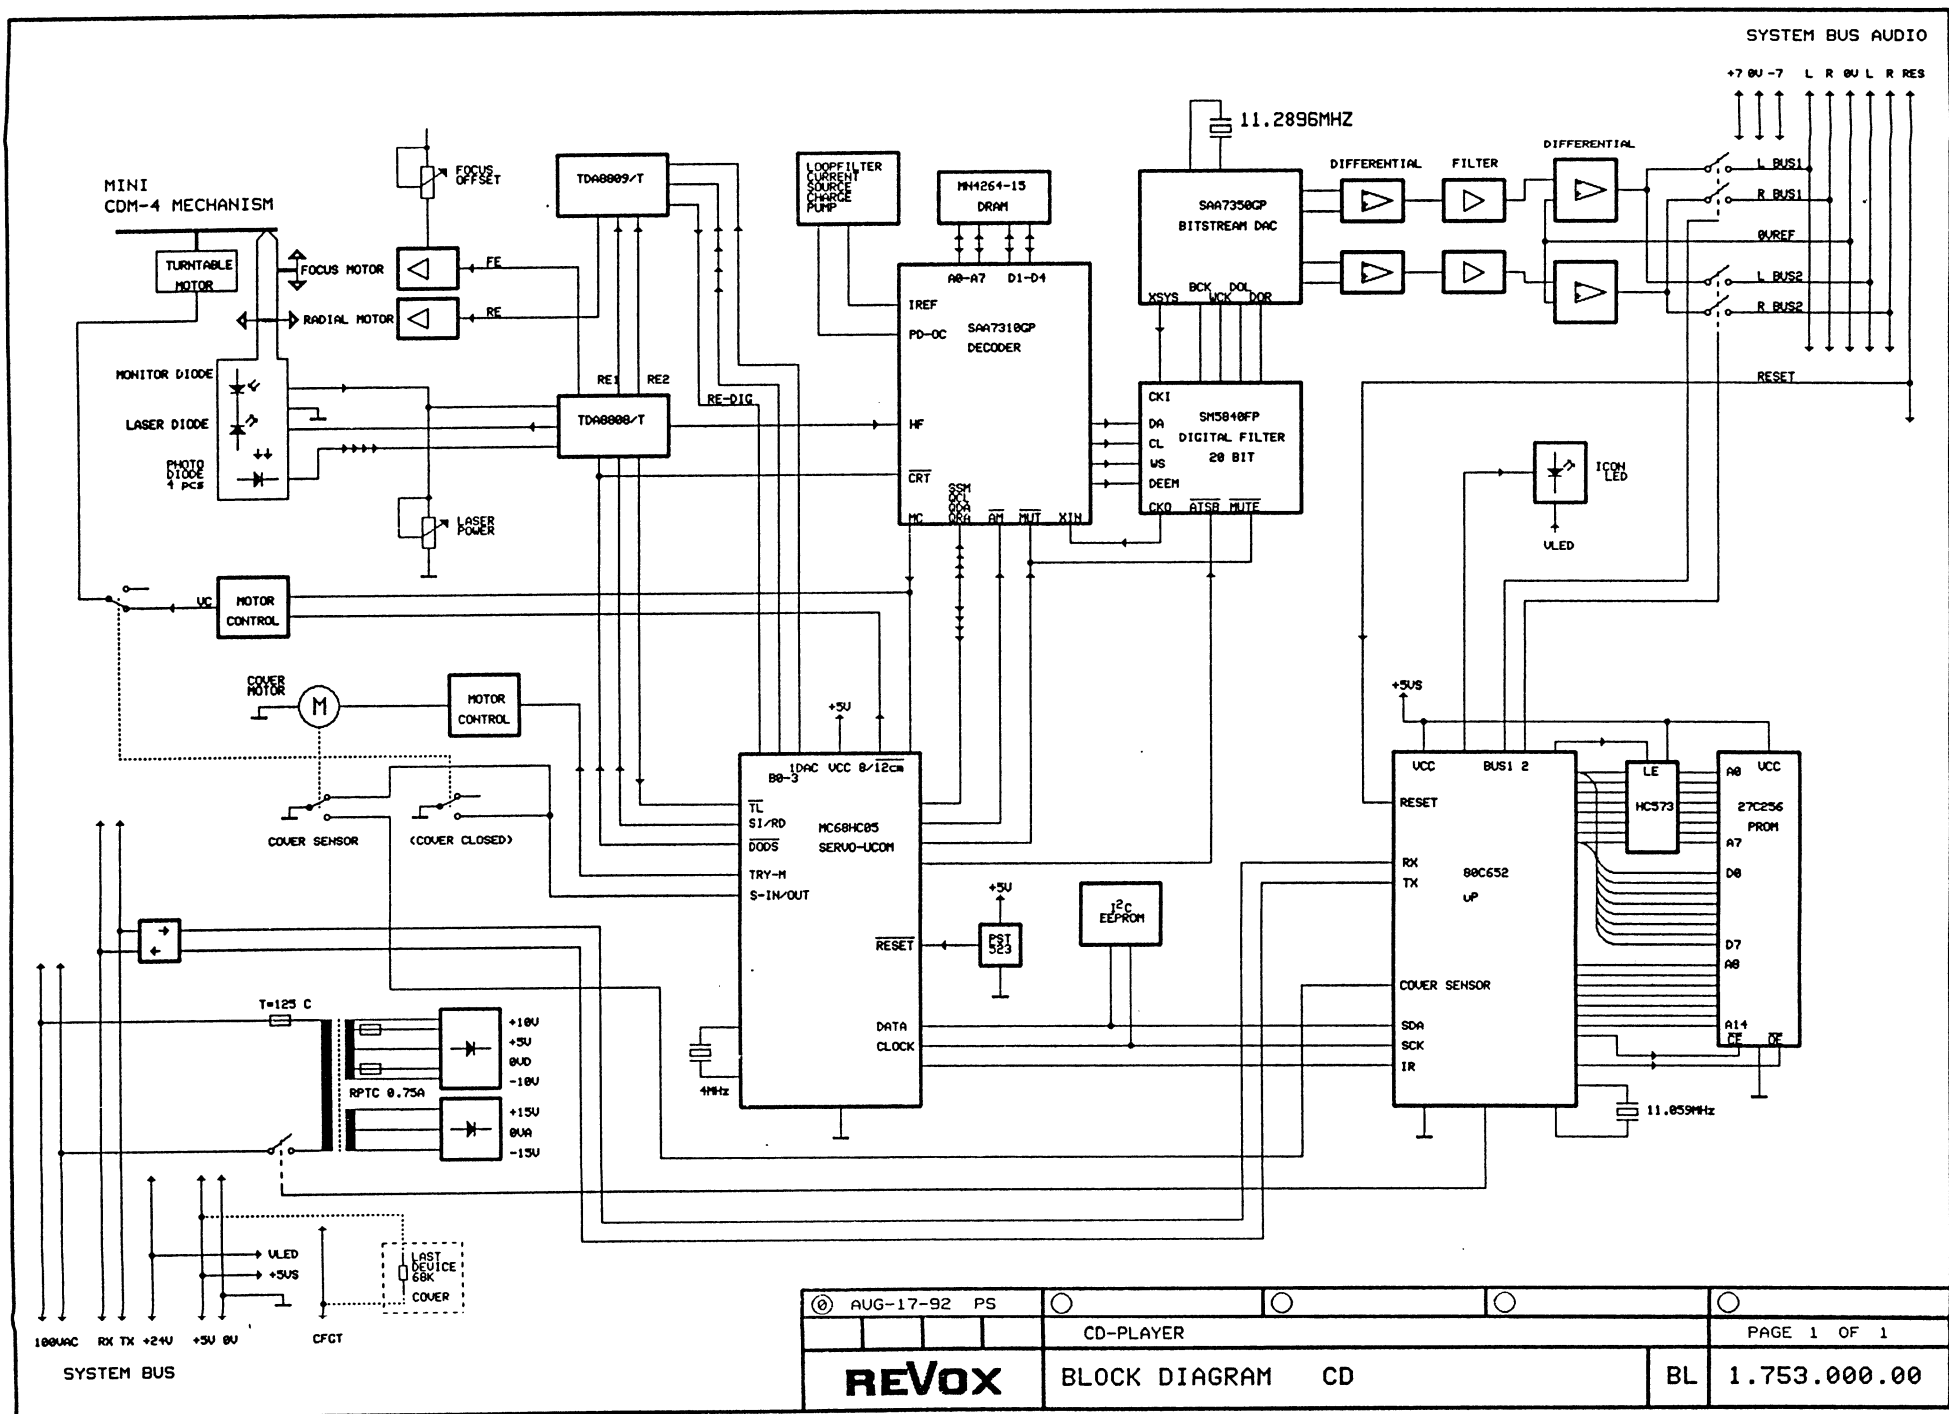 SYSTEM BUS AUDIO
+7 0V -7 L R 0V L R RES
11.2896MHZ
MINI
CDM-4 MECHANISM
FOCUS
OFFSET
TDA8809/T
LOOPFILTER
CURRENT
SOURCE
CHARGE
PUMP
MN4264-15
DRAM
SAA7350GP
BITSTREAM DAC
DIFFERENTIAL
FILTER
DIFFERENTIAL
L BUS1
R BUS1
0VREF
L BUS2
R BUS2
RESET
TURNTABLE
MOTOR
FOCUS MOTOR
FE
RADIAL MOTOR
RE
A0-A7 D1-D4
IREF
PD-OC
SAA7310GP
DECODER
XSYS
BCK
WCK
DOL
DOR
MONITOR DIODE
LASER DIODE
PHOTO
DIODE
4 pcs
RE1
RE2
RE-DIG
TDA8808/T
HF
CRT
SSM
QCL
QDA
QRA
MC
AM
MUT
XIN
CKI
DA
CL
WS
DEEM
CKO
ATSB
MUTE
SM5840FP
DIGITAL FILTER
20 BIT
ICON
LED
VLED
LASER
POWER
VC
MOTOR
CONTROL
COVER
MOTOR
M
MOTOR
CONTROL
+5V
+5VS
1DAC VCC 8/12cm
B0-3
TL
SI/RD
DODS
TRY-M
S-IN/OUT
MC68HC05
SERVO-UCOM
COVER SENSOR
(COVER CLOSED)
VCC
BUS1 2
RESET
LE
HC573
A0
VCC
27C256
PROM
A7
D0
D7
A8
A14
CE
OE
RX
TX
80C652
uP
+5V
PST
523
RESET
I²C
EEPROM
COVER SENSOR
DATA
CLOCK
SDA
SCK
IR
4MHz
11.059MHz
T=125 C
+10V
+5V
0VD
-10V
RPTC 0.75A
+15V
0VA
-15V
VLED
+5VS
LAST
DEVICE
68K
COVER
100VAC RX TX +24V +5V 0V CFGT
SYSTEM BUS
0 AUG-17-92 PS
CD-PLAYER
PAGE 1 OF 1
REVOX
BLOCK DIAGRAM CD
BL
1.753.000.00